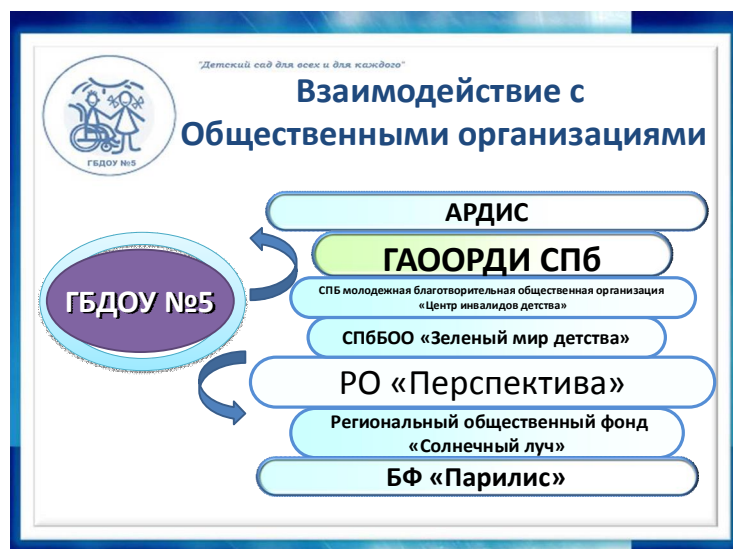 "Детский сад для всех и для каждого"
Взаимодействие с
Общественными организациями
ГБДОУ №5
АРДИС
ГАООРДИ СПб
СПБ молодежная благотворительная общественная организация
«Центр инвалидов детства»
ГБДОУ №5
СПбБОО «Зеленый мир детства»
РО «Перспектива»
Региональный общественный фонд
«Солнечный луч»
БФ «Парилис»